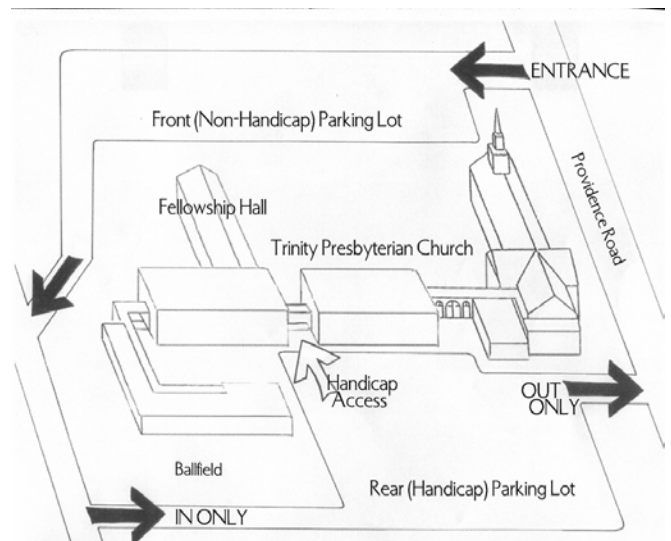 ENTRANCE
Front (Non-Handicap) Parking Lot
Providence Road
Fellowship Hall
Trinity Presbyterian Church
Handicap
Access
OUT
ONLY
Ballfield
Rear (Handicap) Parking Lot
IN ONLY